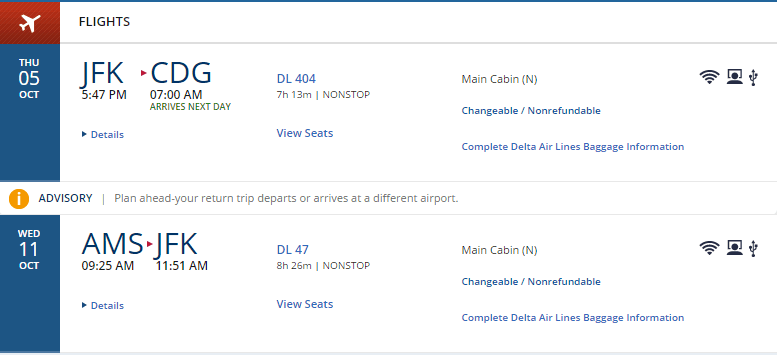 FLIGHTS
THU
05
OCT
JFK CDG
5:47 PM 07:00 AM
ARRIVES NEXT DAY
Details
DL 404
7h 13m | NONSTOP
View Seats
Main Cabin (N)
Changeable / Nonrefundable
Complete Delta Air Lines Baggage Information
ADVISORY | Plan ahead-your return trip departs or arrives at a different airport.
WED
11
OCT
AMS JFK
09:25 AM 11:51 AM
Details
DL 47
8h 26m | NONSTOP
View Seats
Main Cabin (N)
Changeable / Nonrefundable
Complete Delta Air Lines Baggage Information